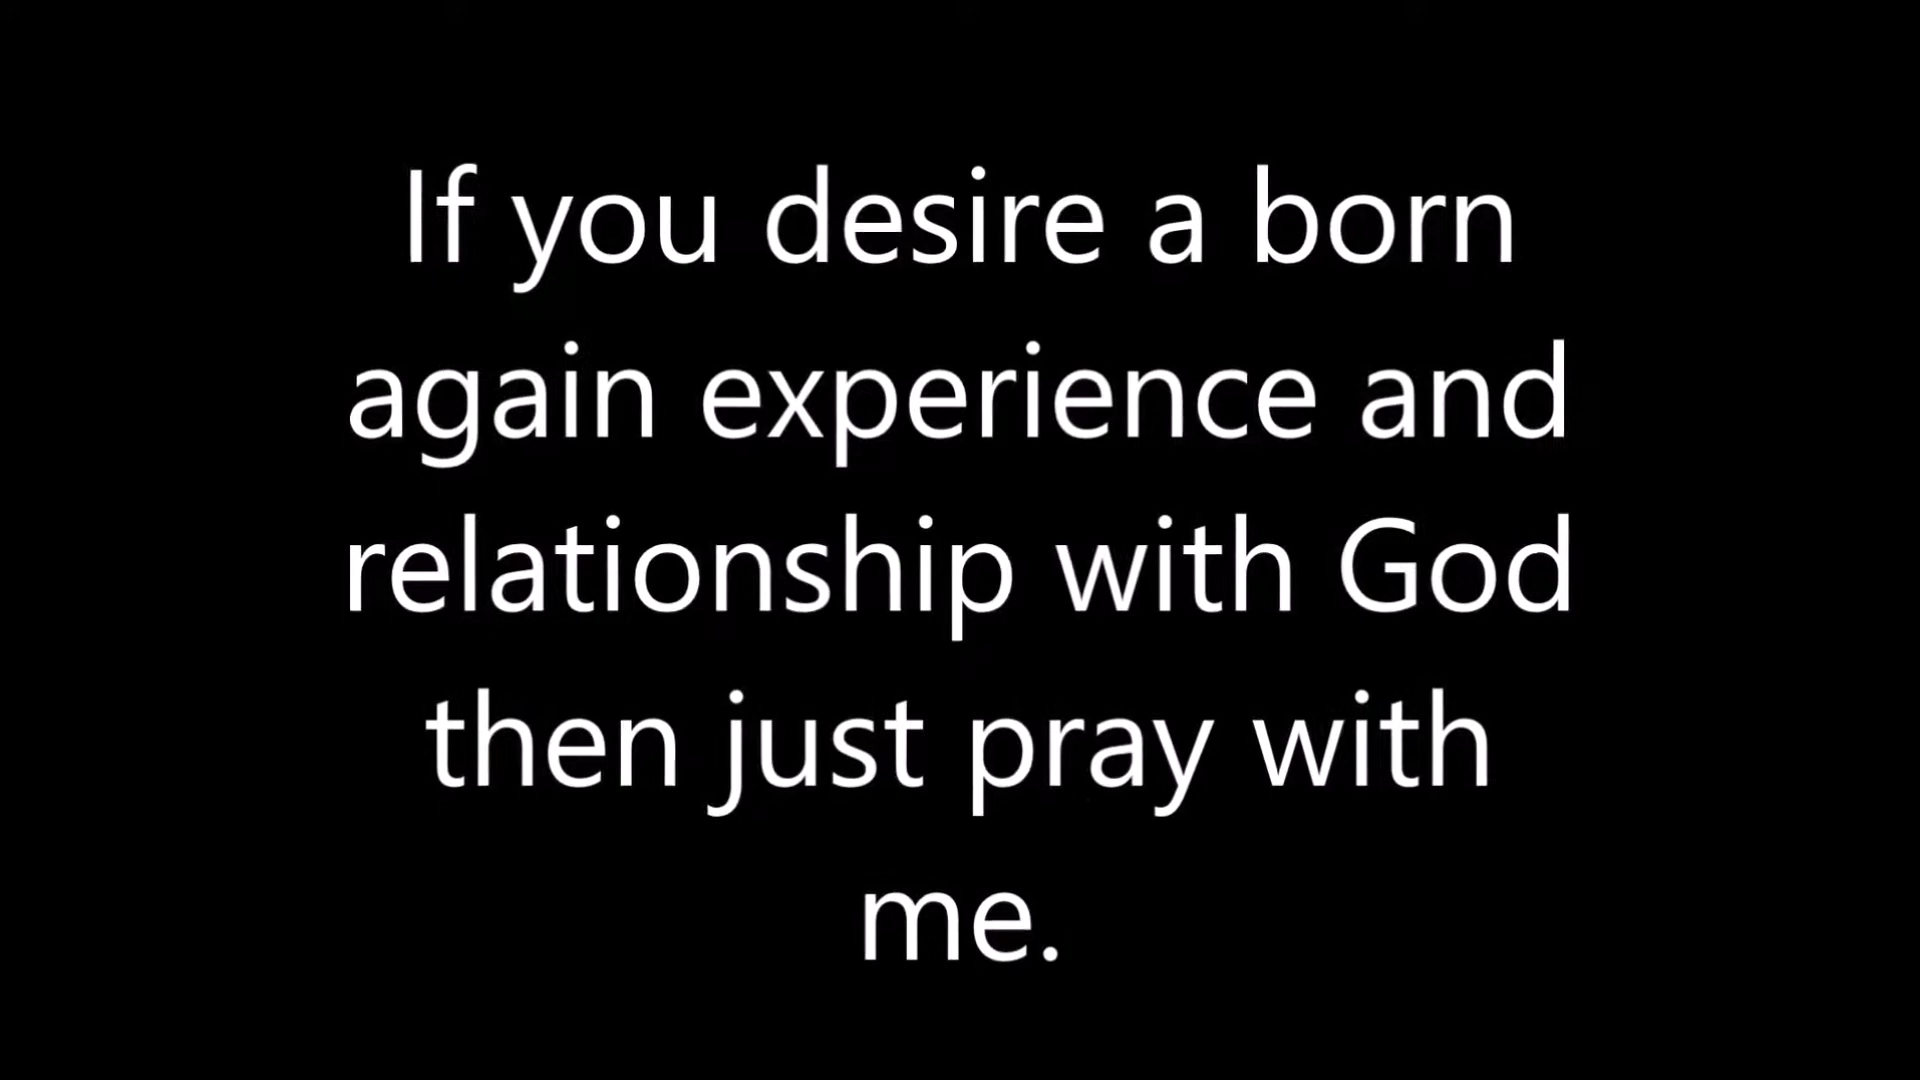 If you desire a born
again experience and
relationship with God
then just pray with
me.